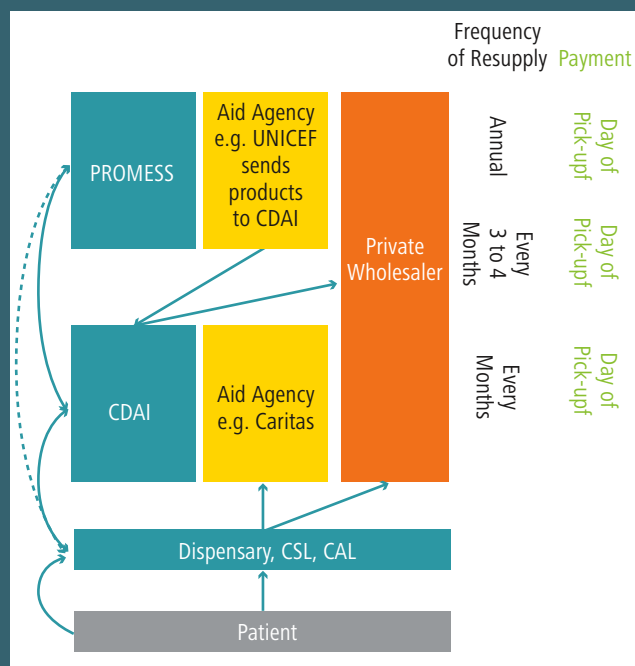 Frequency
of Resupply
Payment
PROMESS
Aid Agency
e.g. UNICEF
sends
products
to CDAI
Private
Wholesaler
Annual
Day of
Pick-upf
Every
3 to 4
Months
Day of
Pick-upf
CDAI
Aid Agency
e.g. Caritas
Every
Months
Day of
Pick-upf
Dispensary, CSL, CAL
Patient